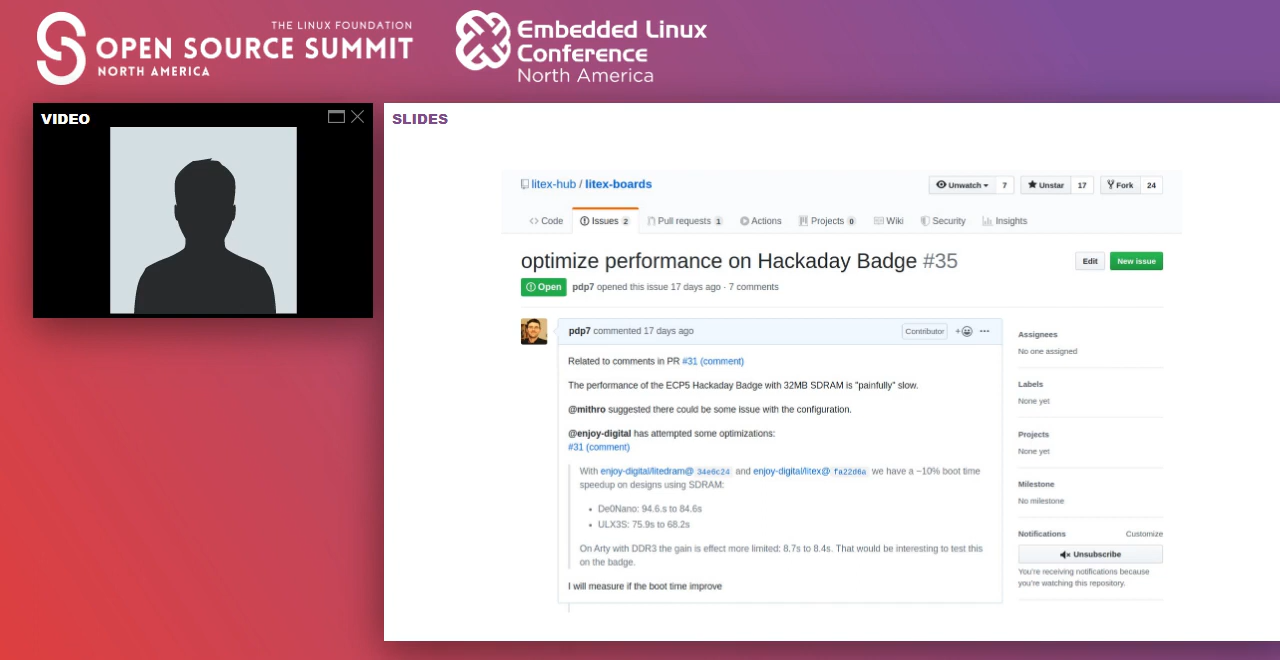 THE LINUX FOUNDATION
OPEN SOURCE SUMMIT
NORTH AMERICA
Embedded Linux
Conference
North America
VIDEO
SLIDES
litex-hub / litex-boards
Unwatch 7 Unstar 17 Fork 24
Code Issues 2 Pull requests 1 Actions Projects 0 Wiki Security Insights
optimize performance on Hackaday Badge #35
Edit New issue
Open pdp7 opened this issue 17 days ago · 7 comments
pdp7 commented 17 days ago
Contributor
Related to comments in PR #31 (comment)
The performance of the ECP5 Hackaday Badge with 32MB SDRAM is "painfully" slow.
@mithro suggested there could be some issue with the configuration.
@enjoy-digital has attempted some optimizations:
#31 (comment)
With enjoy-digital/litedram@ 34e6c24 and enjoy-digital/litex@ fa22d6a we have a ~10% boot time
speedup on designs using SDRAM:
• De0Nano: 94.6.s to 84.6s
• ULX3S: 75.9s to 68.2s
On Arty with DDR3 the gain is effect more limited: 8.7s to 8.4s. That would be interesting to test this
on the badge.
I will measure if the boot time improve
Assignees
No one assigned
Labels
None yet
Projects
None yet
Milestone
No milestone
Notifications Customize
Unsubscribe
You're receiving notifications because
you're watching this repository.